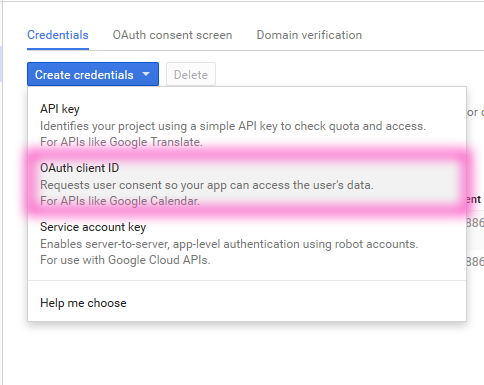 Credentials OAuth consent screen Domain verification
Create credentials Delete
API key
Identifies your project using a simple API key to check quota and access. or
For APIs like Google Translate.
OAuth client ID
Requests user consent so your app can access the user's data.
For APIs like Google Calendar.
Service account key
Enables server-to-server, app-level authentication using robot accounts.
For use with Google Cloud APIs.
Help me choose